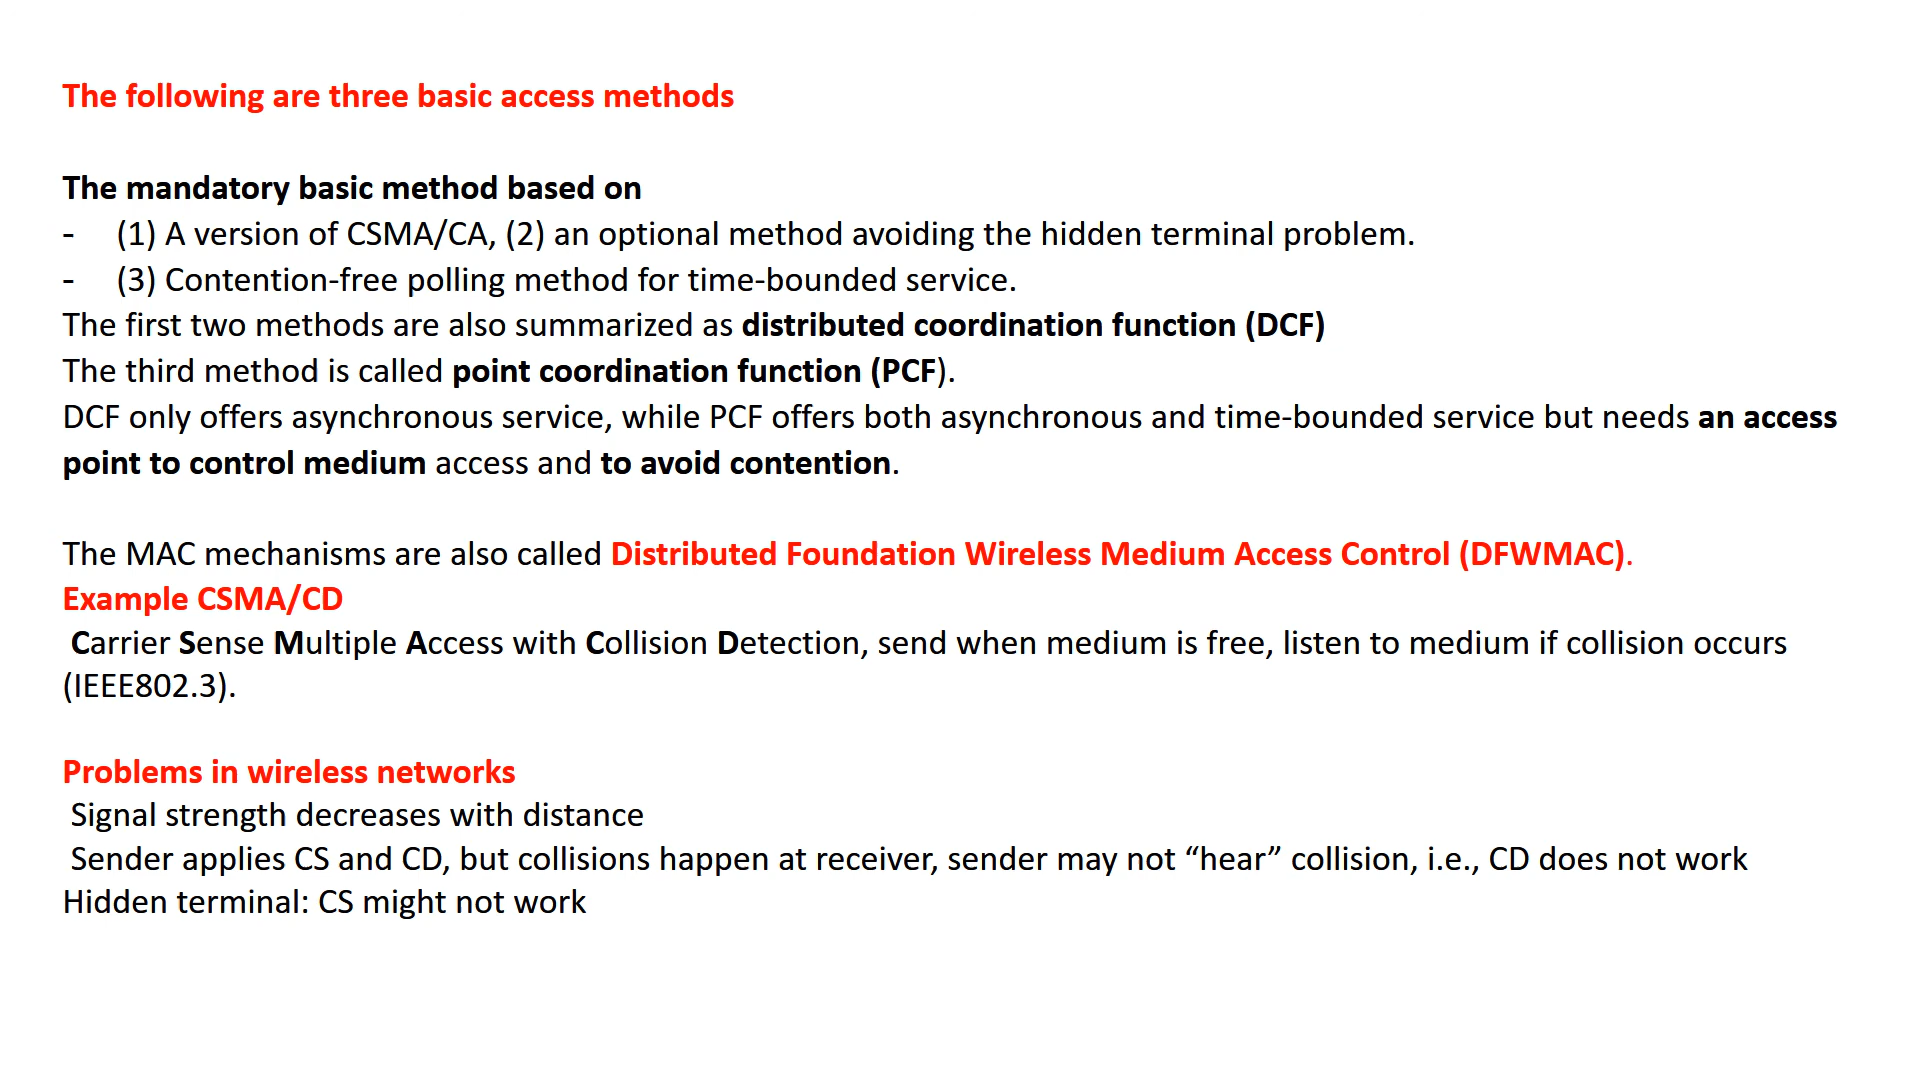 The following are three basic access methods
The mandatory basic method based on
- (1) A version of CSMA/CA, (2) an optional method avoiding the hidden terminal problem.
- (3) Contention-free polling method for time-bounded service.
The first two methods are also summarized as distributed coordination function (DCF)
The third method is called point coordination function (PCF).
DCF only offers asynchronous service, while PCF offers both asynchronous and time-bounded service but needs an access
point to control medium access and to avoid contention.
The MAC mechanisms are also called Distributed Foundation Wireless Medium Access Control (DFWMAC).
Example CSMA/CD
Carrier Sense Multiple Access with Collision Detection, send when medium is free, listen to medium if collision occurs
(IEEE802.3).
Problems in wireless networks
Signal strength decreases with distance
Sender applies CS and CD, but collisions happen at receiver, sender may not “hear” collision, i.e., CD does not work
Hidden terminal: CS might not work